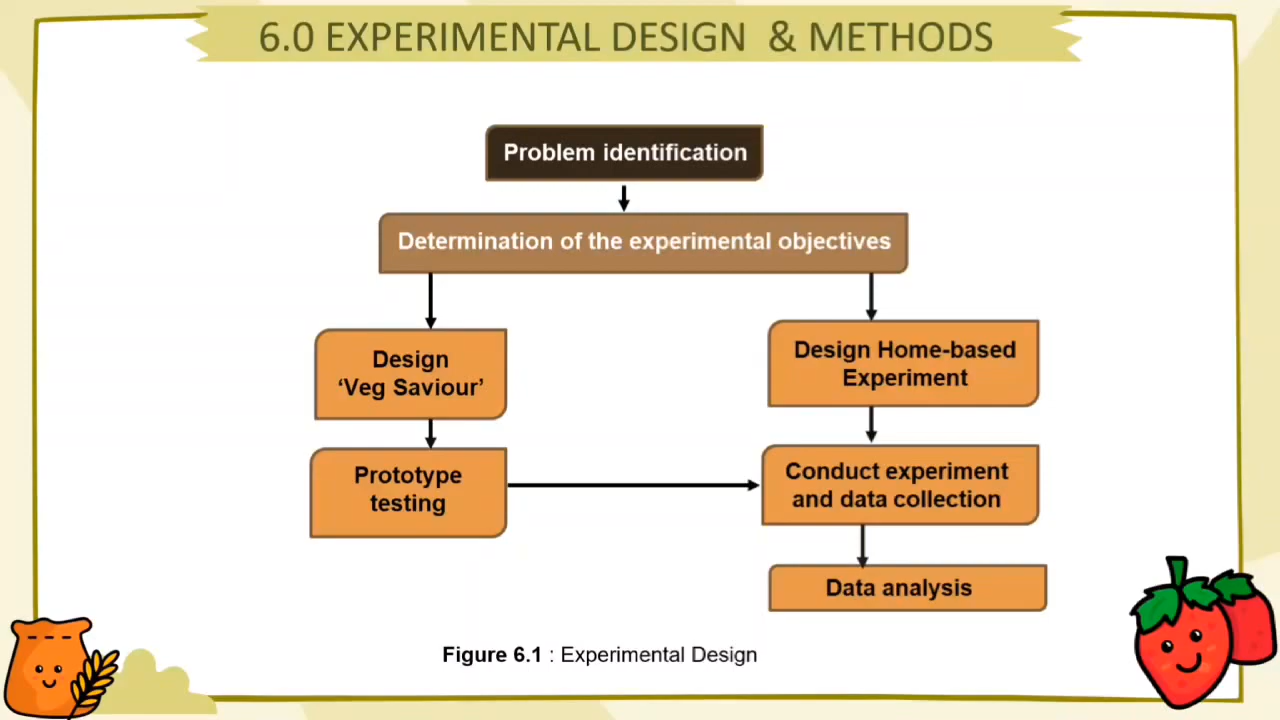 6.0 EXPERIMENTAL DESIGN & METHODS
Problem identification
Determination of the experimental objectives
Design
‘Veg Saviour’
Design Home-based
Experiment
Prototype
testing
Conduct experiment
and data collection
Data analysis
Figure 6.1 : Experimental Design